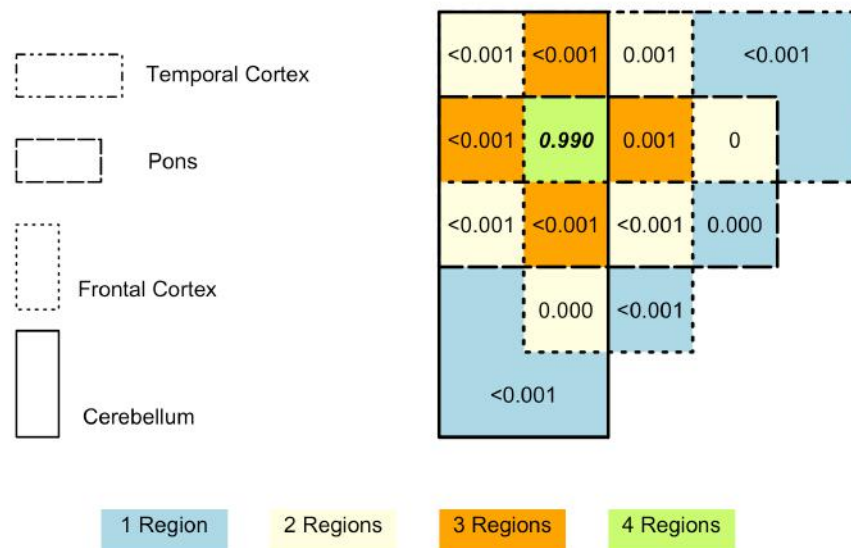 <0.001 <0.001 0.001 <0.001
Temporal Cortex
<0.001 0.990 0.001 0
Pons
<0.001 <0.001 <0.001 0.000
Frontal Cortex
0.000 <0.001
<0.001
Cerebellum
1 Region 2 Regions 3 Regions 4 Regions